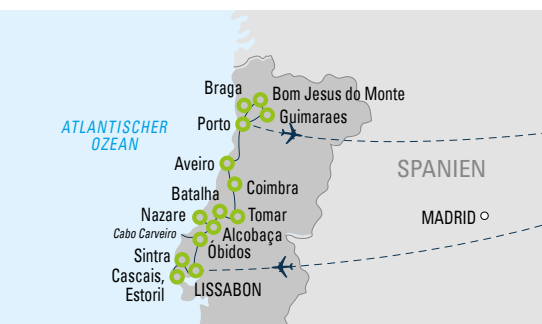 Braga
Bom Jesus do Monte
Guimaraes
Porto
ATLANTISCHER
OZEAN
Aveiro
SPANIEN
Coimbra
Batalha
Nazare
Tomar
MADRID
Cabo Carveiro
Alcobaça
Óbidos
Sintra
Cascais,
Estoril
LISSABON